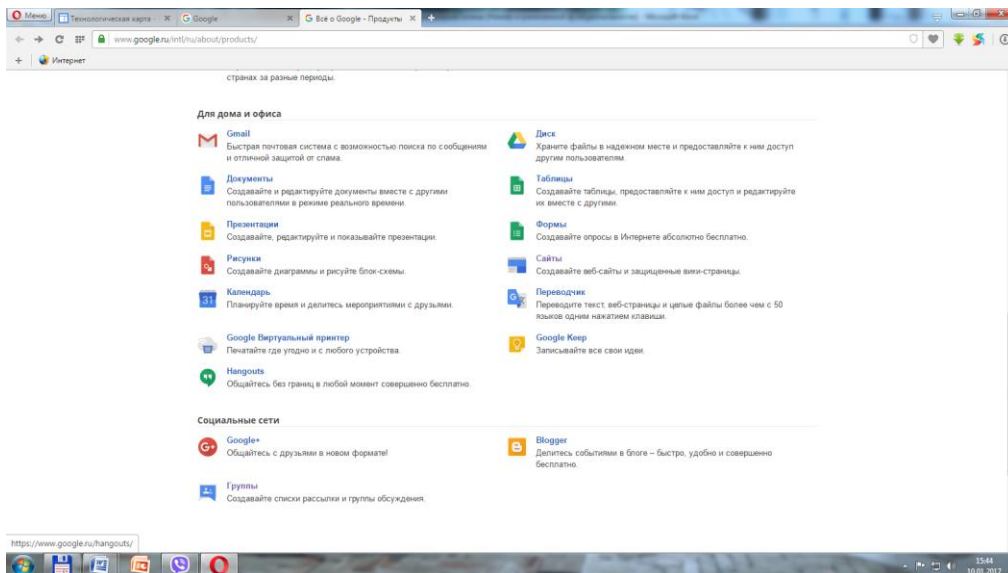 Меню
Технологическая карта
Google
Всё о Google - Продукты
www.google.ru/intl/ru/about/products/
Интернет
странах за разные периоды.
Для дома и офиса
Gmail
Быстрая почтовая система с возможностью поиска по сообщениям
и отличной защитой от спама.
Диск
Храните файлы в надежном месте и предоставляйте к ним доступ
другим пользователям.
Документы
Создавайте и редактируйте документы вместе с другими
пользователями в режиме реального времени.
Таблицы
Создавайте таблицы, предоставляйте к ним доступ и редактируйте
их вместе с другими.
Презентации
Создавайте, редактируйте и показывайте презентации.
Формы
Создавайте опросы в Интернете абсолютно бесплатно.
Рисунки
Создавайте диаграммы и рисуйте блок-схемы.
Сайты
Создавайте веб-сайты и защищенные вики-страницы.
31
Календарь
Планируйте время и делитесь мероприятиями с друзьями.
Переводчик
Переводите текст, веб-страницы и целые файлы более чем с 50
языков одним нажатием клавиши.
Google Виртуальный принтер
Печатайте где угодно и с любого устройства.
Google Keep
Записывайте все свои идеи.
Hangouts
Общайтесь без границ в любой момент совершенно бесплатно.
Социальные сети
G+
Google+
Общайтесь с друзьями в новом формате!
Blogger
Делитесь событиями в блоге – быстро, удобно и совершенно
бесплатно.
Группы
Создавайте списки рассылки и группы обсуждения.
https://www.google.ru/hangouts/
15:44
10.01.2017